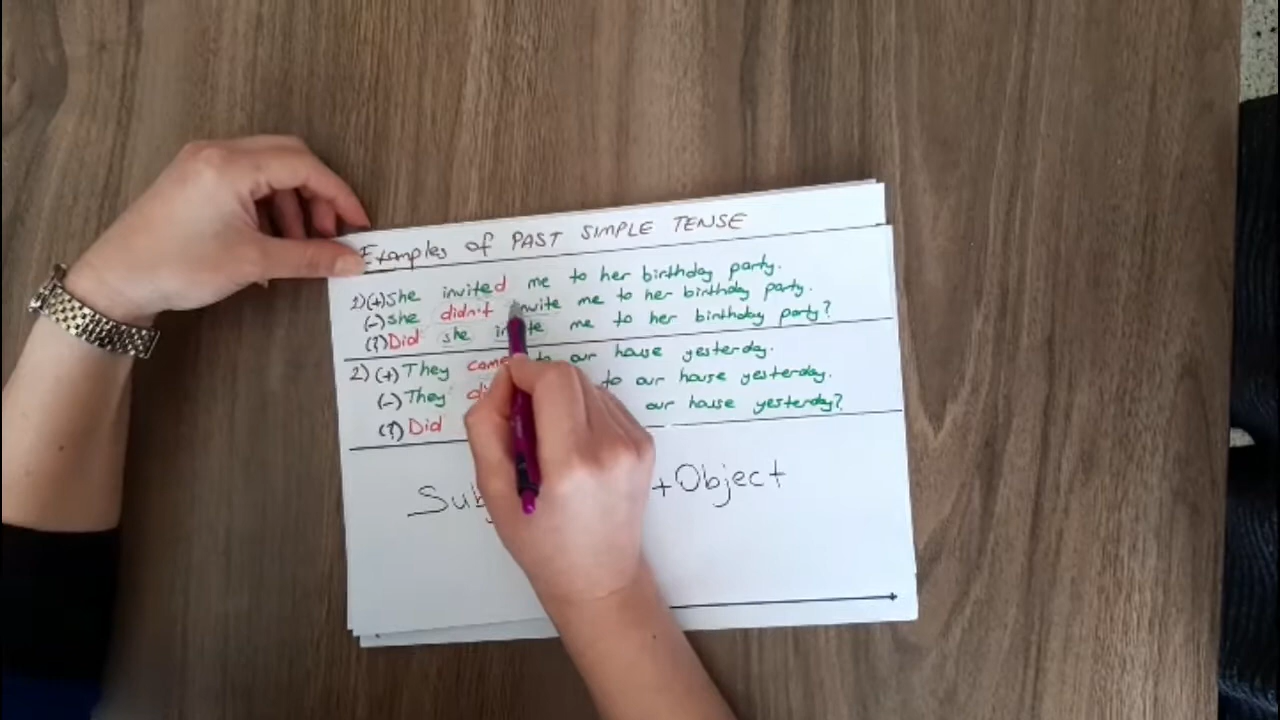 Examples of PAST SIMPLE TENSE
1)(+) She invited me to her birthday party.
(-) She didn't invite me to her birthday party.
(?) Did she invite me to her birthday party?
2) (+) They came to our house yesterday.
(-) They to our house yesterday.
(?) Did our house yesterday?
+Object